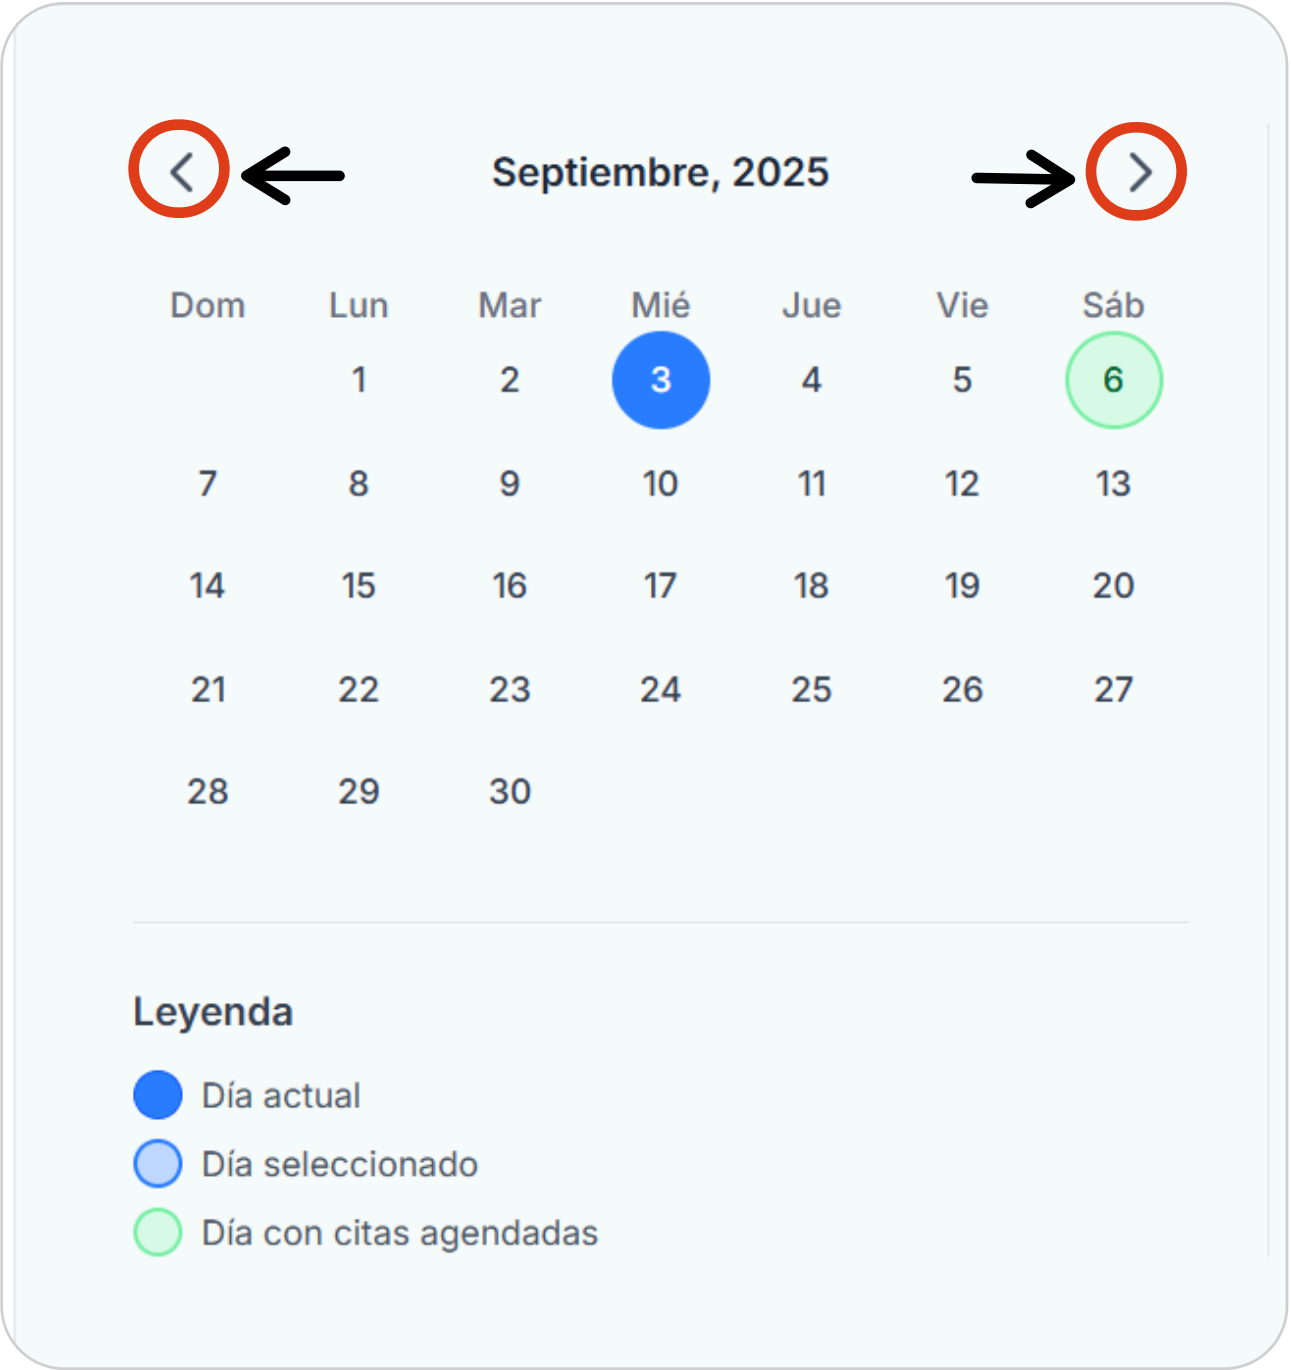 Septiembre, 2025
Dom Lun Mar Mié Jue Vie Sáb
1 2 3 4 5 6
7 8 9 10 11 12 13
14 15 16 17 18 19 20
21 22 23 24 25 26 27
28 29 30
Leyenda
Día actual
Día seleccionado
Día con citas agendadas